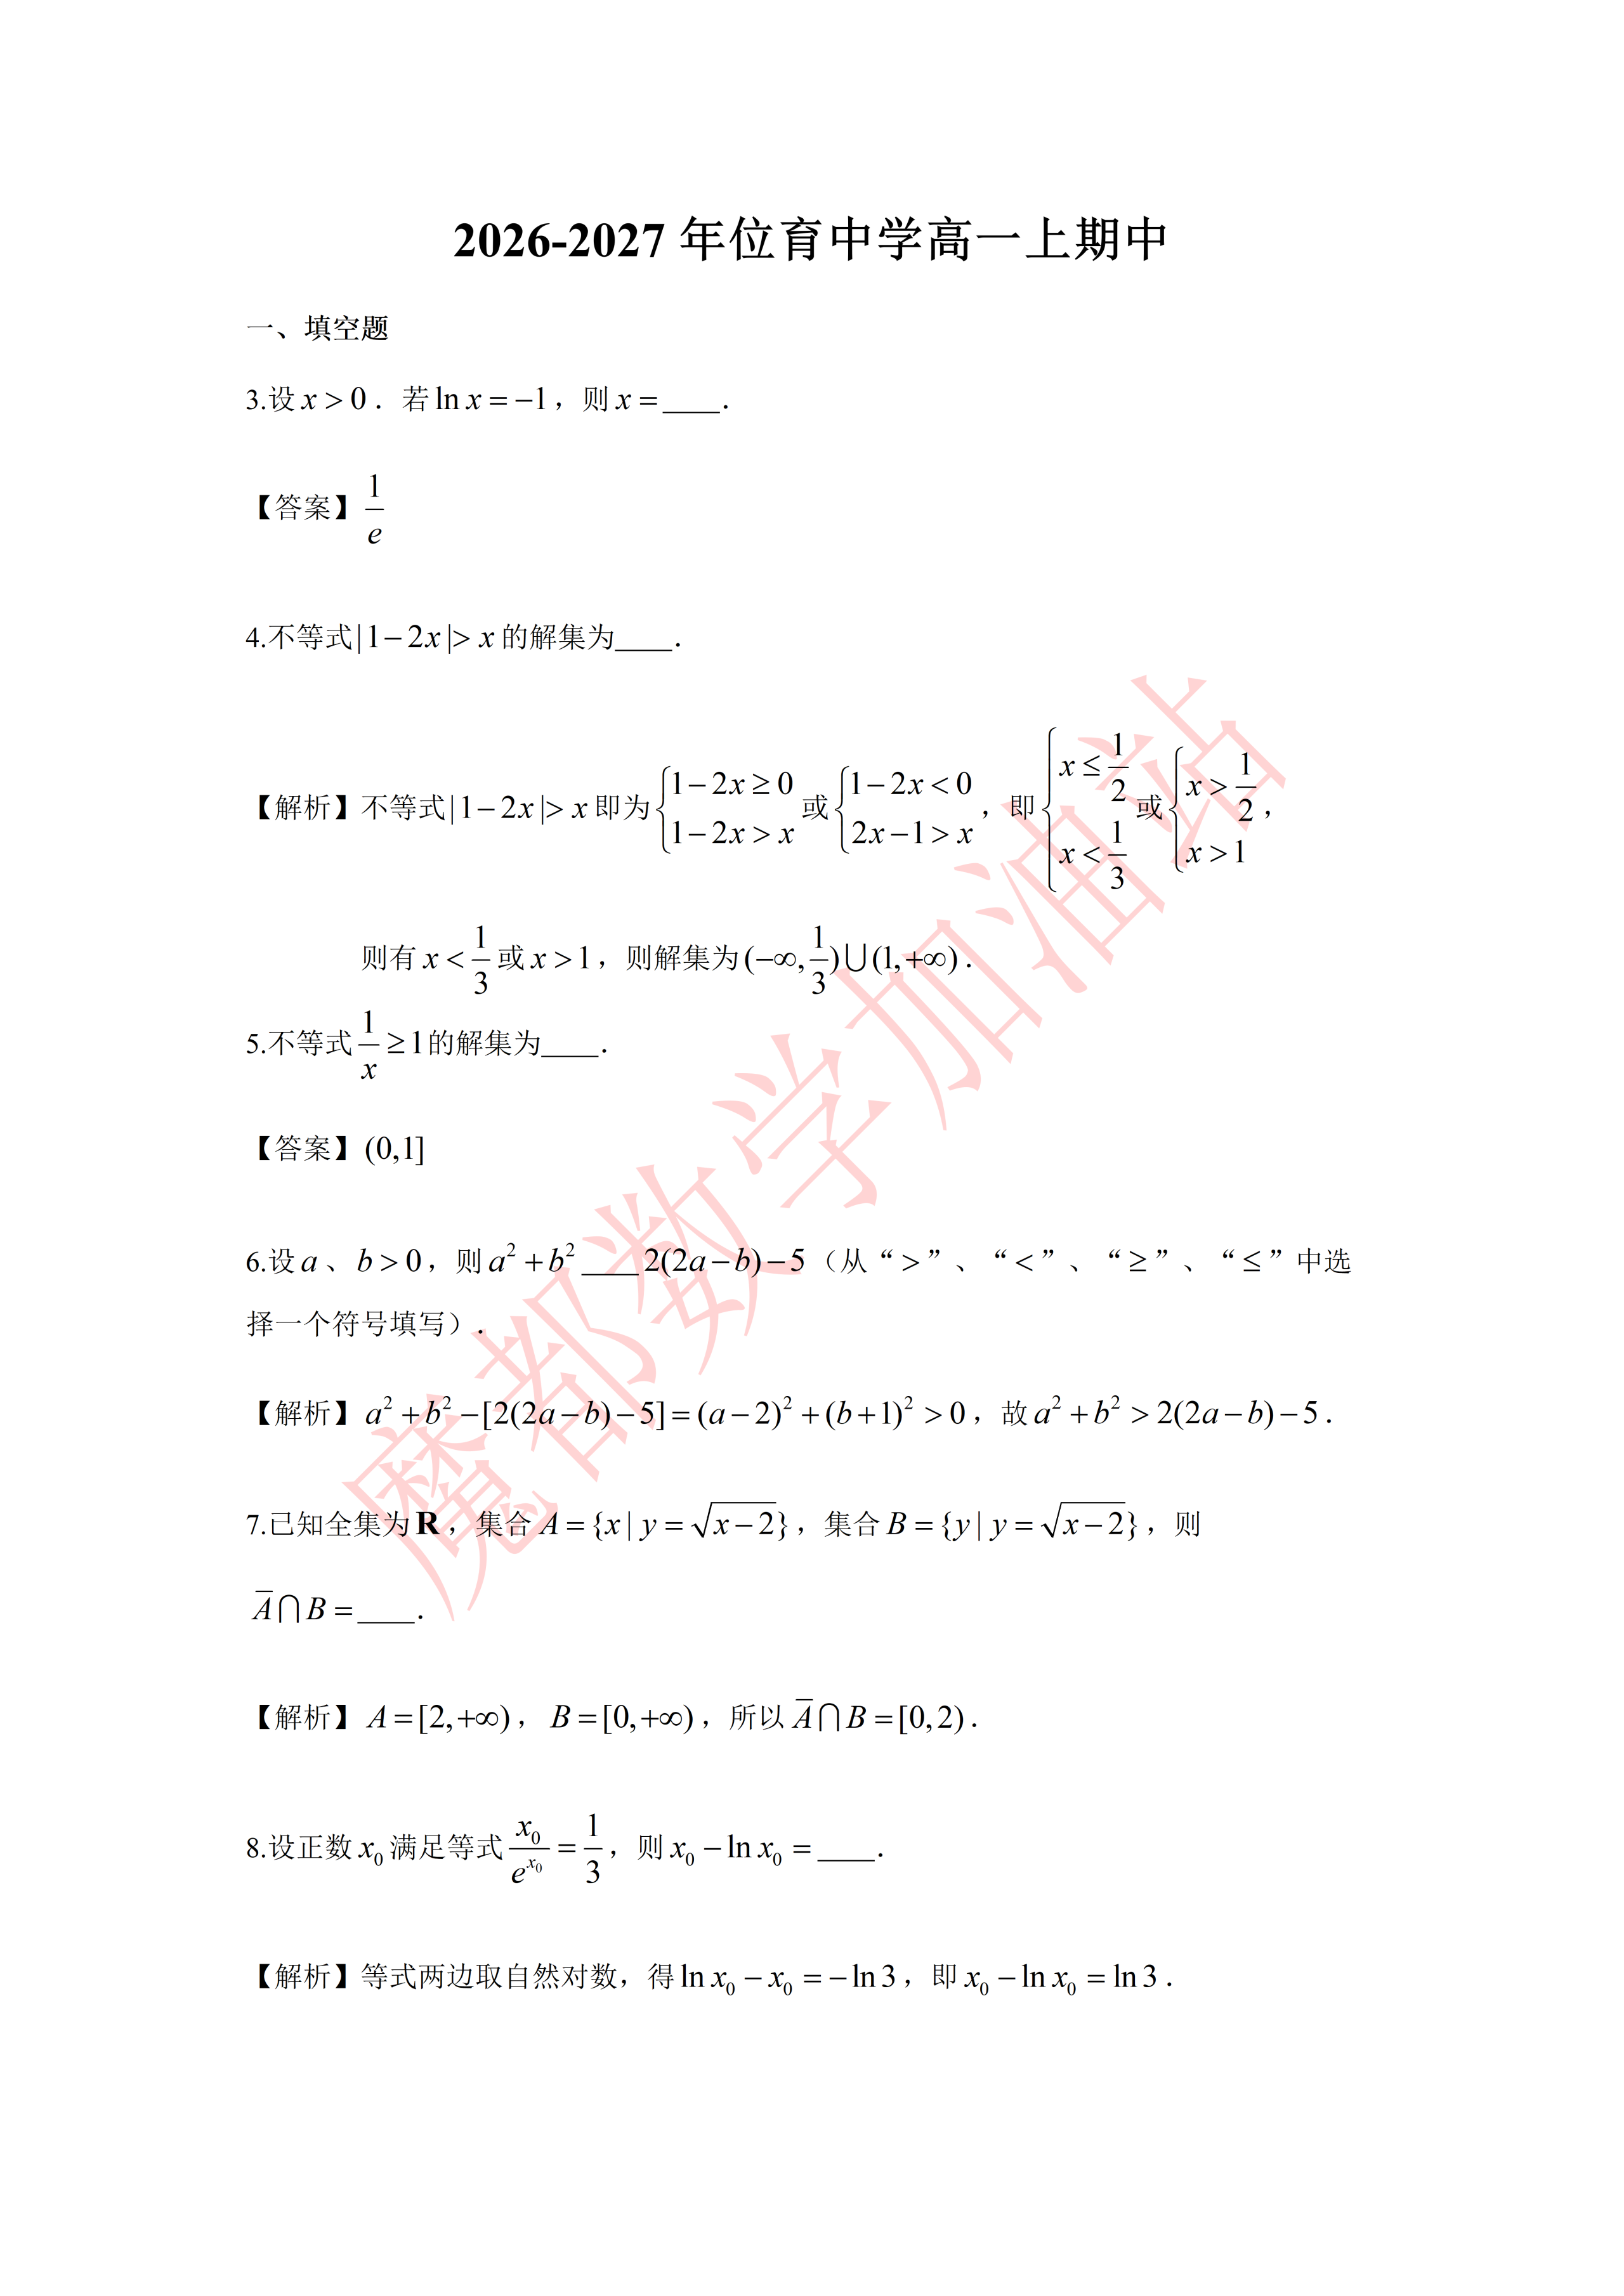 2026-2027 年位育中学高一上期中
一、填空题
3.设 x > 0 . 若 ln x = −1 , 则 x = ____ .
【答案】 1/e
4.不等式 | 1 − 2x |> x 的解集为____ .
【解析】不等式 | 1 − 2x |> x 即为 {1 − 2x ≥ 0, 1 − 2x > x 或 {1 − 2x < 0, 2x − 1 > x , 即 {x ≤ 1/2, x < 1/3 或 {x > 1/2, x > 1 ,
则有 x < 1/3 或 x > 1 , 则解集为 (−∞, 1/3) ⋃ (1, +∞) .
5.不等式 1/x ≥ 1 的解集为____ .
【答案】 (0,1]
6.设 a 、 b > 0 , 则 a² + b² ____ 2(2a − b) − 5 （从“ > ”、“ < ”、“ ≥ ”、“ ≤ ”中选
择一个符号填写）.
【解析】 a² + b² − [2(2a − b) − 5] = (a − 2)² + (b + 1)² > 0 , 故 a² + b² > 2(2a − b) − 5 .
7.已知全集为 R , 集合 A = {x | y = √(x − 2)} , 集合 B = {y | y = √(x − 2)} , 则
A̅ ⋂ B = ____ .
【解析】 A = [2, +∞) , B = [0, +∞) , 所以 A̅ ⋂ B = [0, 2) .
8.设正数 x₀ 满足等式 x₀/e^(x₀) = 1/3 , 则 x₀ − ln x₀ = ____ .
【解析】等式两边取自然对数，得 ln x₀ − x₀ = − ln 3 , 即 x₀ − ln x₀ = ln 3 .
魔都数学加油站